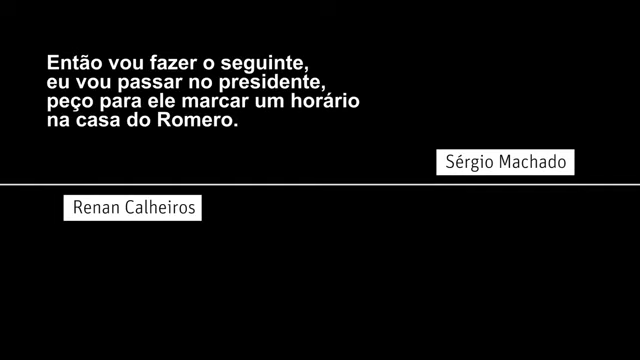 Então vou fazer o seguinte,
eu vou passar no presidente,
peço para ele marcar um horário
na casa do Romero.
Sérgio Machado
Renan Calheiros